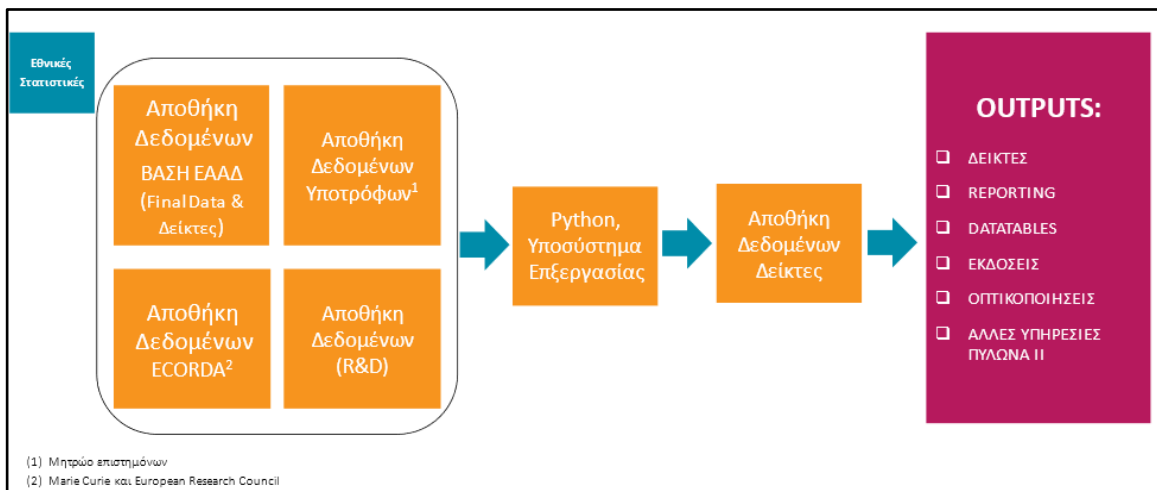 Εθνικές
Στατιστικές
Αποθήκη
Δεδομένων
ΒΑΣΗ ΕΑΑΔ
(Final Data &
Δείκτες)
Αποθήκη
Δεδομένων
Υποτρόφων1
Αποθήκη
Δεδομένων
ECORDA2
Αποθήκη
Δεδομένων
(R&D)
Python,
Υποσύστημα
Επξεργασίας
Αποθήκη
Δεδομένων
Δείκτες
OUTPUTS:
ΔΕΙΚΤΕΣ
REPORTING
DATATABLES
ΕΚΔΟΣΕΙΣ
ΟΠΤΙΚΟΠΟΙΗΣΕΙΣ
ΑΛΛΕΣ ΥΠΗΡΕΣΙΕΣ
ΠΥΛΩΝΑ ΙΙ
(1) Μητρώο επιστημόνων
(2) Marie Curie και European Research Council